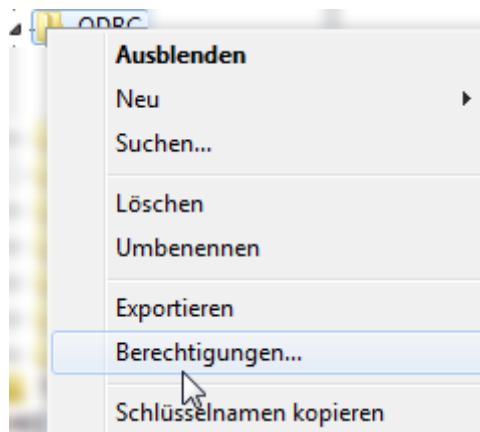 ODBC
Ausblenden
Neu
Suchen...
Löschen
Umbenennen
Exportieren
Berechtigungen...
Schlüsselnamen kopieren